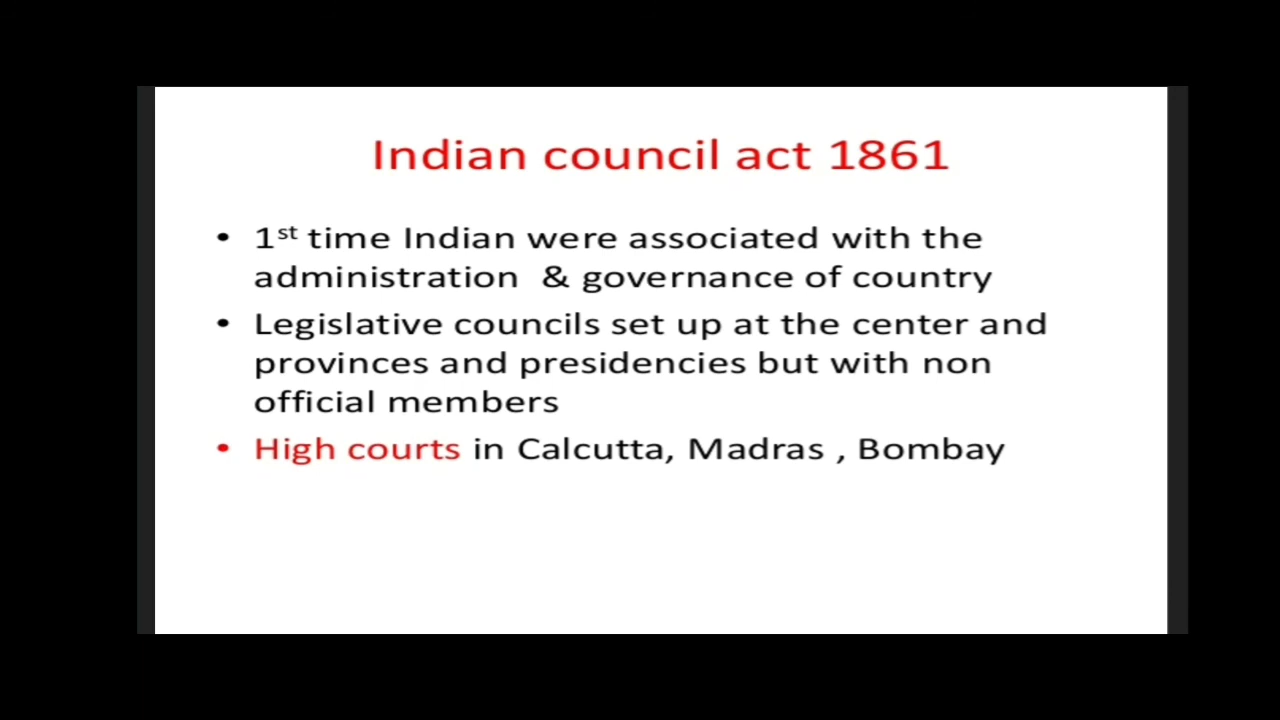 Indian council act 1861
• 1st time Indian were associated with the
administration & governance of country
• Legislative councils set up at the center and
provinces and presidencies but with non
official members
• High courts in Calcutta, Madras , Bombay